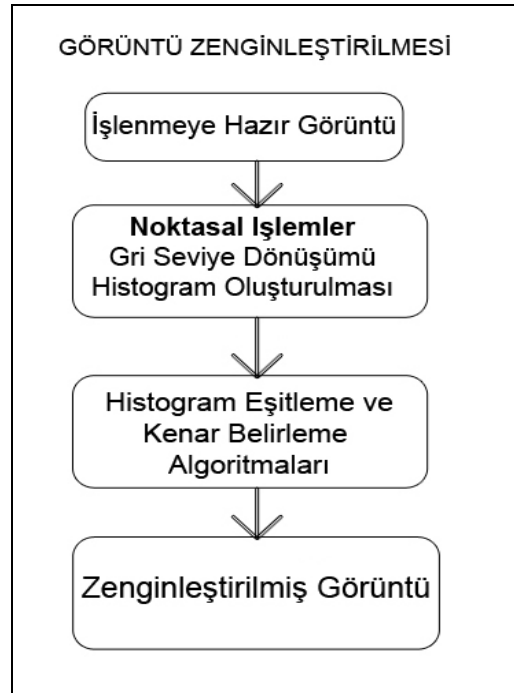 GÖRÜNTÜ ZENGİNLEŞTİRİLMESİ
İşlenmeye Hazır Görüntü
Noktasal Işlemler
Gri Seviye Dönüşümü
Histogram Oluşturulması
Histogram Eşitleme ve
Kenar Belirleme
Algoritmaları
Zenginleştirilmiş Görüntü